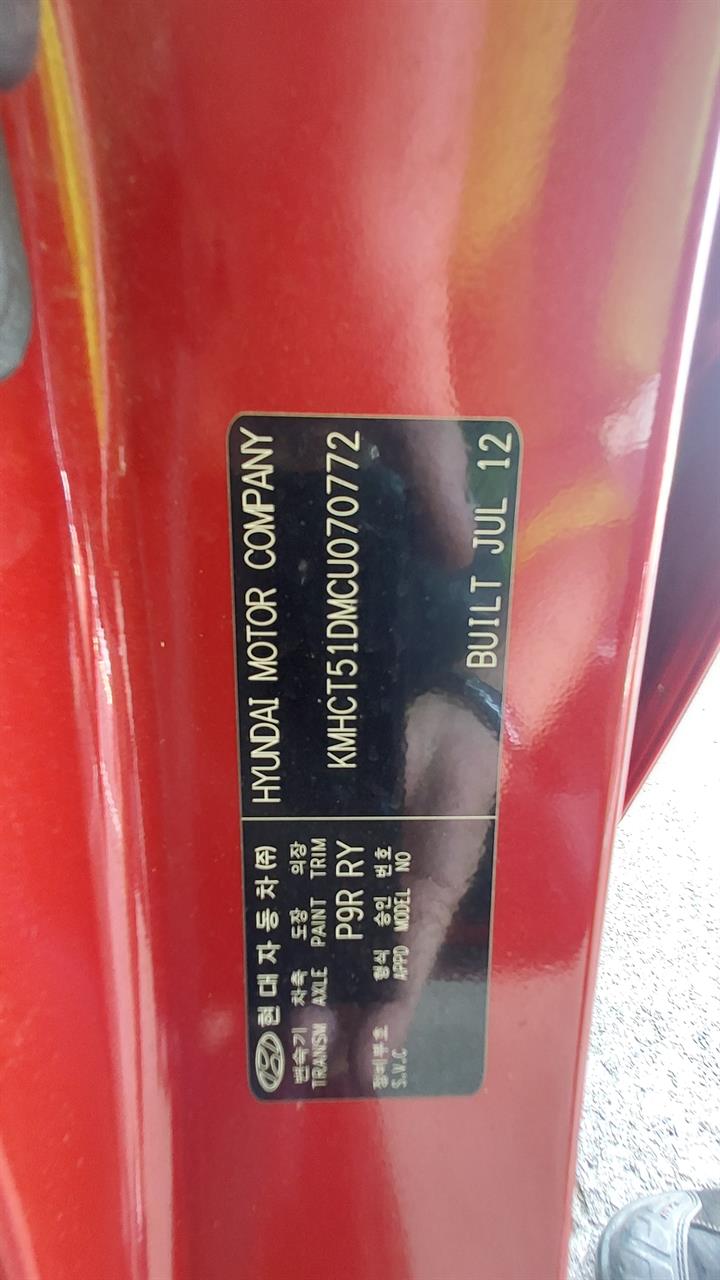 현대자동차(주) HYUNDAI MOTOR COMPANY
변속기 차축 도장 의장
TRANSM AXLE PAINT TRIM
P9R RY KMHCT51DMCU070772
정비부호 형식 승인 번호
S.V.C APPD MODEL NO
BUILT JUL 12